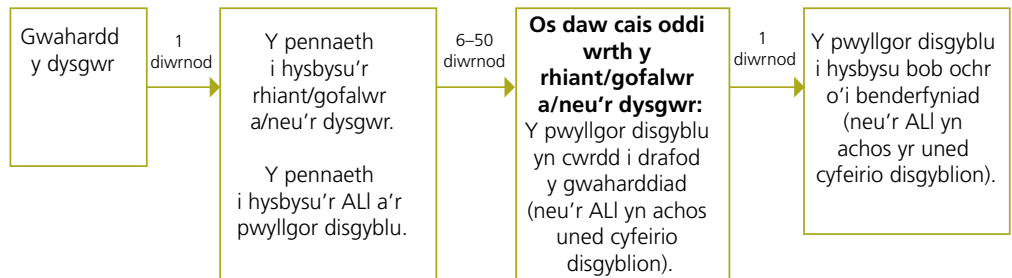 Gwahardd
y dysgwr
1
diwrnod
Y pennaeth
i hysbysu'r
rhiant/gofalwr
a/neu'r dysgwr.
Y pennaeth
i hysbysu'r ALl a'r
pwyllgor disgyblu.
6–50
diwrnod
Os daw cais oddi
wrth y
rhiant/gofalwr
a/neu'r dysgwr:
Y pwyllgor disgyblu
yn cwrdd i drafod
y gwaharddiad
(neu'r ALl yn achos
uned cyfeirio
disgyblion).
1
diwrnod
Y pwyllgor disgyblu
i hysbysu bob ochr
o'i benderfyniad
(neu'r ALl yn
achos yr uned
cyfeirio disgyblion).